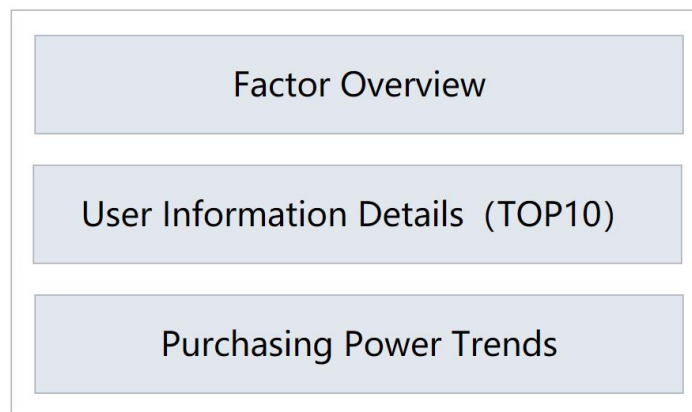 Factor Overview
User Information Details（TOP10）
Purchasing Power Trends